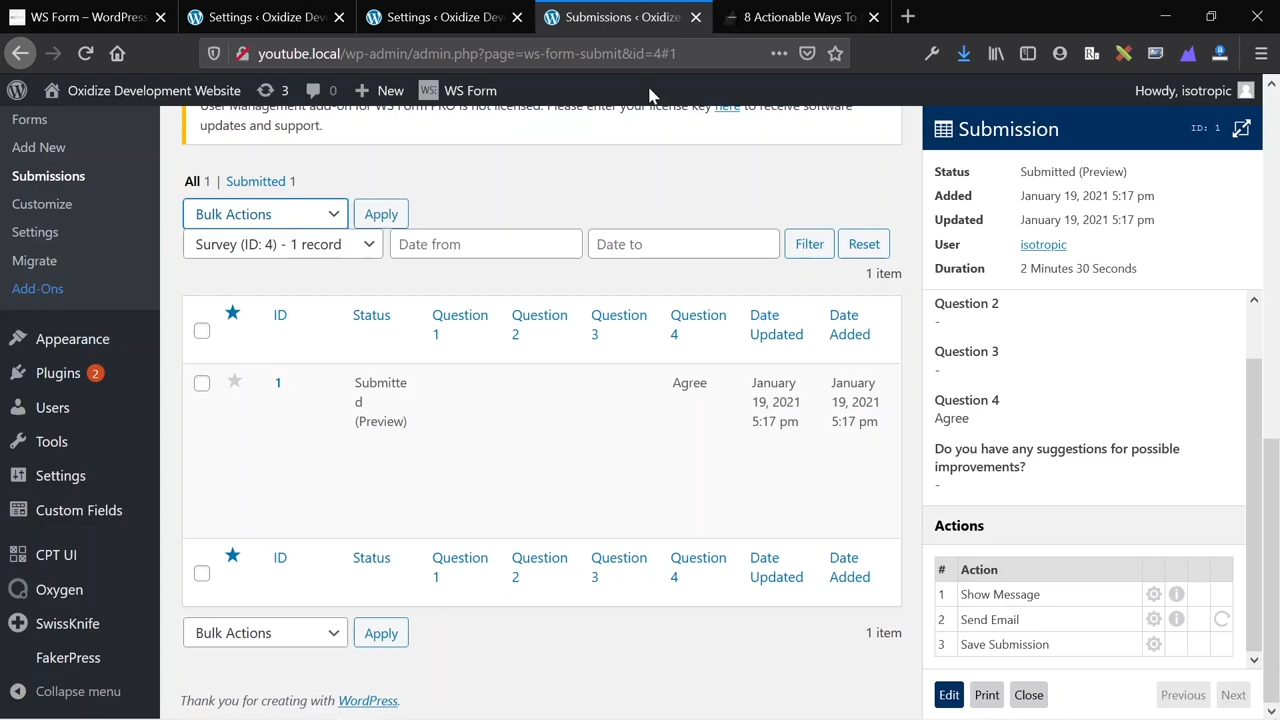 WS Form – WordPress
Settings ‹ Oxidize Dev
Settings ‹ Oxidize Dev
Submissions ‹ Oxidize
8 Actionable Ways To
youtube.local/wp-admin/admin.php?page=ws-form-submit&id=4#1
Oxidize Development Website
3
0
New
WS Form
Howdy, isotropic
Forms
Add New
Submissions
Customize
Settings
Migrate
Add-Ons
Appearance
Plugins 2
Users
Tools
Settings
Custom Fields
CPT UI
Oxygen
SwissKnife
FakerPress
Collapse menu
User Management add-on for WS Form PRO is not licensed. Please enter your license key here to receive software
updates and support.
All 1 | Submitted 1
Bulk Actions
Apply
Survey (ID: 4) - 1 record
Date from
Date to
Filter
Reset
1 item
ID Status Question 1 Question 2 Question 3 Question 4 Date Updated Date Added
1 Submitted (Preview) Agree January 19, 2021 5:17 pm January 19, 2021 5:17 pm
ID Status Question 1 Question 2 Question 3 Question 4 Date Updated Date Added
Bulk Actions
Apply
1 item
Thank you for creating with WordPress.
Submission
ID: 1
Status Submitted (Preview)
Added January 19, 2021 5:17 pm
Updated January 19, 2021 5:17 pm
User isotropic
Duration 2 Minutes 30 Seconds
Question 2
-
Question 3
-
Question 4
Agree
Do you have any suggestions for possible
improvements?
-
Actions
# Action
1 Show Message
2 Send Email
3 Save Submission
Edit
Print
Close
Previous
Next